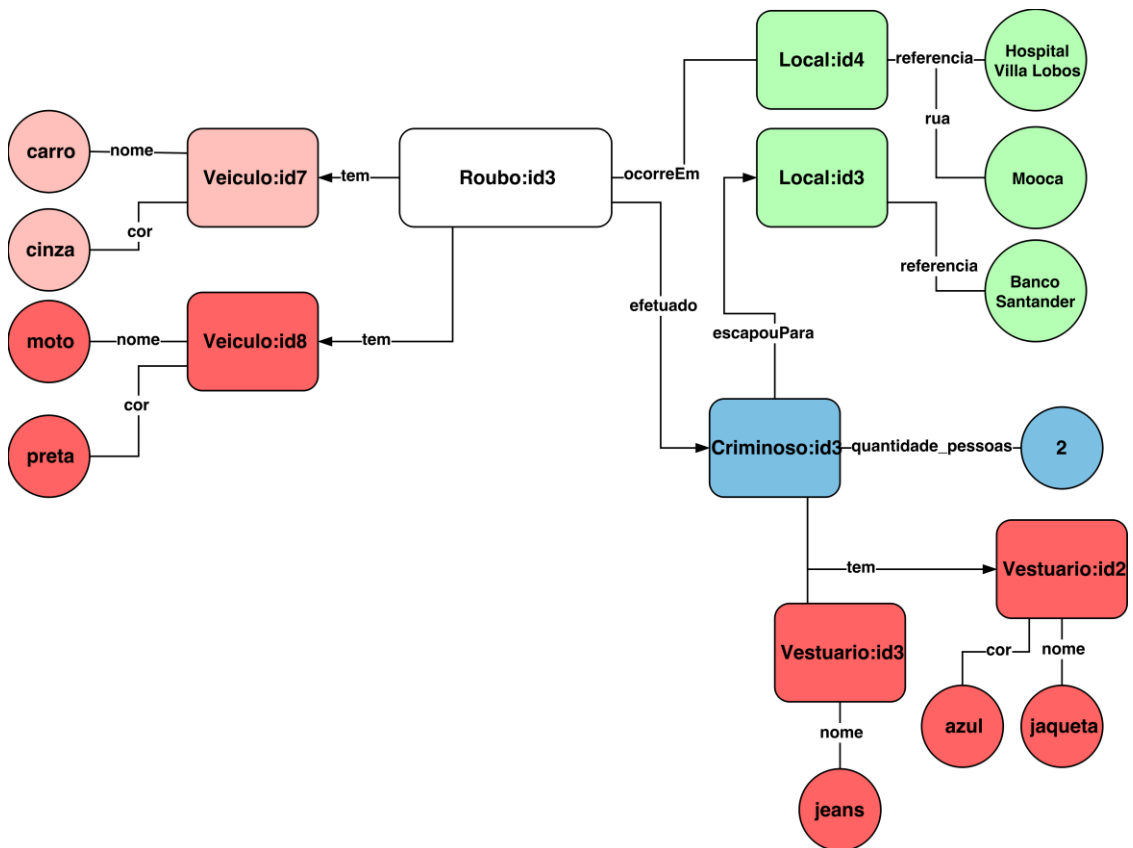 Local:id4
referencia
Hospital
Villa Lobos
rua
carro
nome
Veiculo:id7
tem
Roubo:id3
ocorreEm
Local:id3
Mooca
cor
cinza
referencia
Banco
Santander
efetuado
escapouPara
moto
nome
Veiculo:id8
tem
cor
preta
Criminoso:id3
quantidade_pessoas
2
tem
Vestuario:id2
Vestuario:id3
cor
nome
azul
jaqueta
nome
jeans